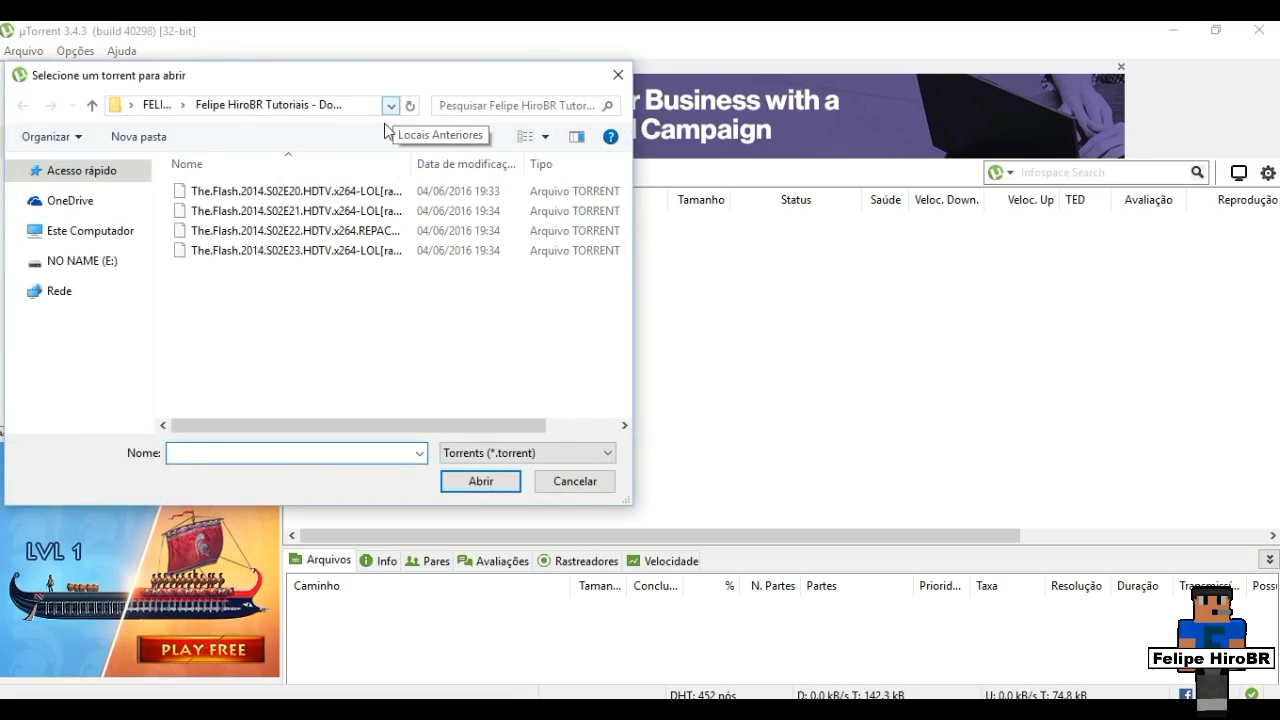 µTorrent 3.4.3 (build 40298) [32-bit]
Arquivo Opções Ajuda
Selecione um torrent para abrir
FELI... Felipe HiroBR Tutoriais - Do...
Pesquisar Felipe HiroBR Tutor...
Locais Anteriores
Organizar Nova pasta
Acesso rápido
OneDrive
Este Computador
NO NAME (E:)
Rede
Nome Data de modificaç... Tipo
The.Flash.2014.S02E20.HDTV.x264-LOL[ra... 04/06/2016 19:33 Arquivo TORRENT
The.Flash.2014.S02E21.HDTV.x264-LOL[ra... 04/06/2016 19:34 Arquivo TORRENT
The.Flash.2014.S02E22.HDTV.x264.REPAC... 04/06/2016 19:34 Arquivo TORRENT
The.Flash.2014.S02E23.HDTV.x264-LOL[ra... 04/06/2016 19:34 Arquivo TORRENT
Nome: Torrents (*.torrent)
Abrir Cancelar
r Business with a
d Campaign
Infospace Search
Tamanho Status Saúde Veloc. Down. Veloc. Up TED Avaliação Reprodução
LVL 1
PLAY FREE
Arquivos Info Pares Avaliações Rastreadores Velocidade
Caminho Taman... Conclu... % N. Partes Partes Priorid... Taxa Resolução Duração
Felipe HiroBR
DHT: 452 nós D: 0.0 kB/s T: 142.3 kB U: 0.0 kB/s T: 74.8 kB